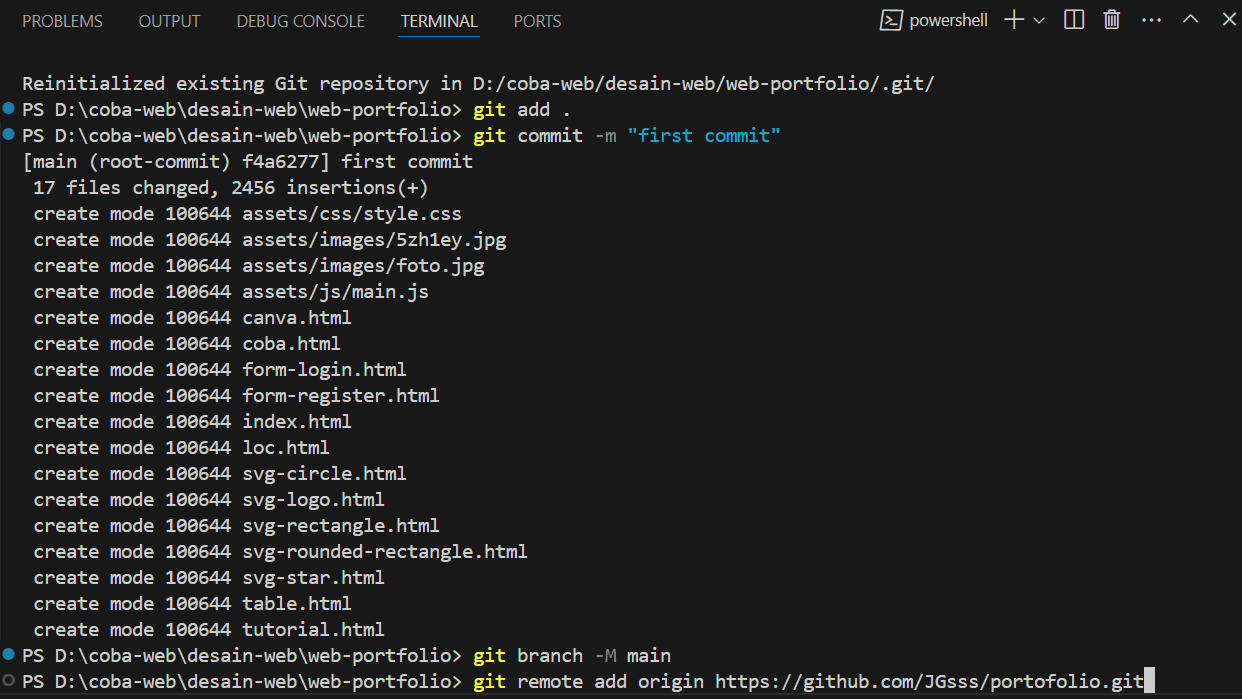 PROBLEMS OUTPUT DEBUG CONSOLE TERMINAL PORTS powershell
Reinitialized existing Git repository in D:/coba-web/desain-web/web-portfolio/.git/
PS D:\coba-web\desain-web\web-portfolio> git add .
PS D:\coba-web\desain-web\web-portfolio> git commit -m "first commit"
[main (root-commit) f4a6277] first commit
 17 files changed, 2456 insertions(+)
 create mode 100644 assets/css/style.css
 create mode 100644 assets/images/5zh1ey.jpg
 create mode 100644 assets/images/foto.jpg
 create mode 100644 assets/js/main.js
 create mode 100644 canva.html
 create mode 100644 coba.html
 create mode 100644 form-login.html
 create mode 100644 form-register.html
 create mode 100644 index.html
 create mode 100644 loc.html
 create mode 100644 svg-circle.html
 create mode 100644 svg-logo.html
 create mode 100644 svg-rectangle.html
 create mode 100644 svg-rounded-rectangle.html
 create mode 100644 svg-star.html
 create mode 100644 table.html
 create mode 100644 tutorial.html
PS D:\coba-web\desain-web\web-portfolio> git branch -M main
PS D:\coba-web\desain-web\web-portfolio> git remote add origin https://github.com/JGsss/portofolio.git